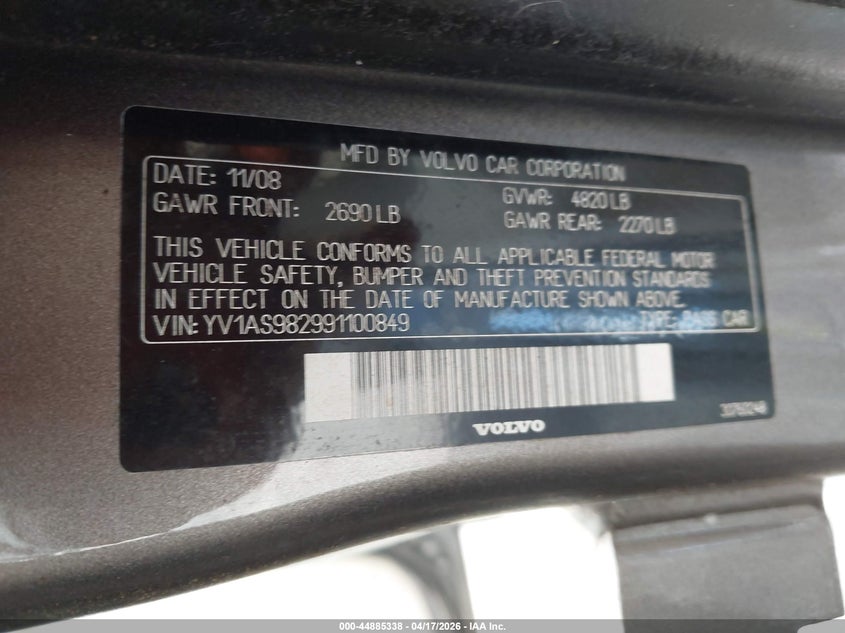 MFD BY VOLVO CAR CORPORATION
DATE: 11/08 GVWR: 4820 LB
GAWR FRONT: 2690 LB GAWR REAR: 2270 LB
THIS VEHICLE CONFORMS TO ALL APPLICABLE FEDERAL MOTOR
VEHICLE SAFETY, BUMPER AND THEFT PREVENTION STANDARDS
IN EFFECT ON THE DATE OF MANUFACTURE SHOWN ABOVE.
VIN: YV1AS982991100849 TYPE: PASS CAR
VOLVO
000-44885338 - 04/17/2026 - IAA Inc.